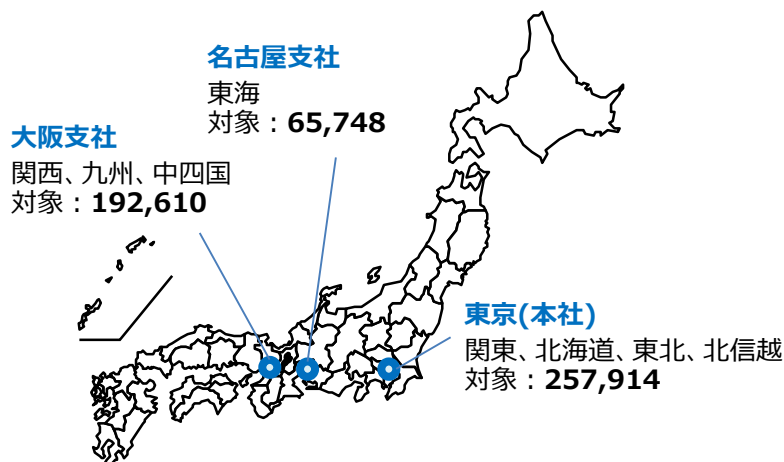 名古屋支社
東海
対象：65,748
大阪支社
関西、九州、中四国
対象：192,610
東京(本社)
関東、北海道、東北、北信越
対象：257,914